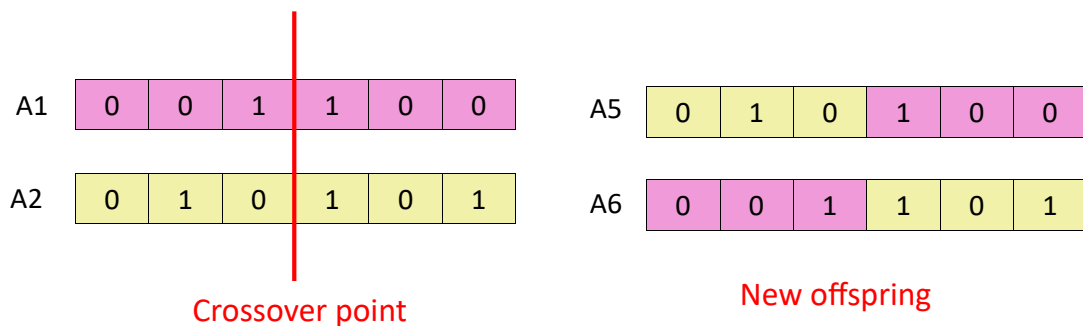 A1 0 0 1 1 0 0
A2 0 1 0 1 0 1
Crossover point
A5 0 1 0 1 0 0
A6 0 0 1 1 0 1
New offspring